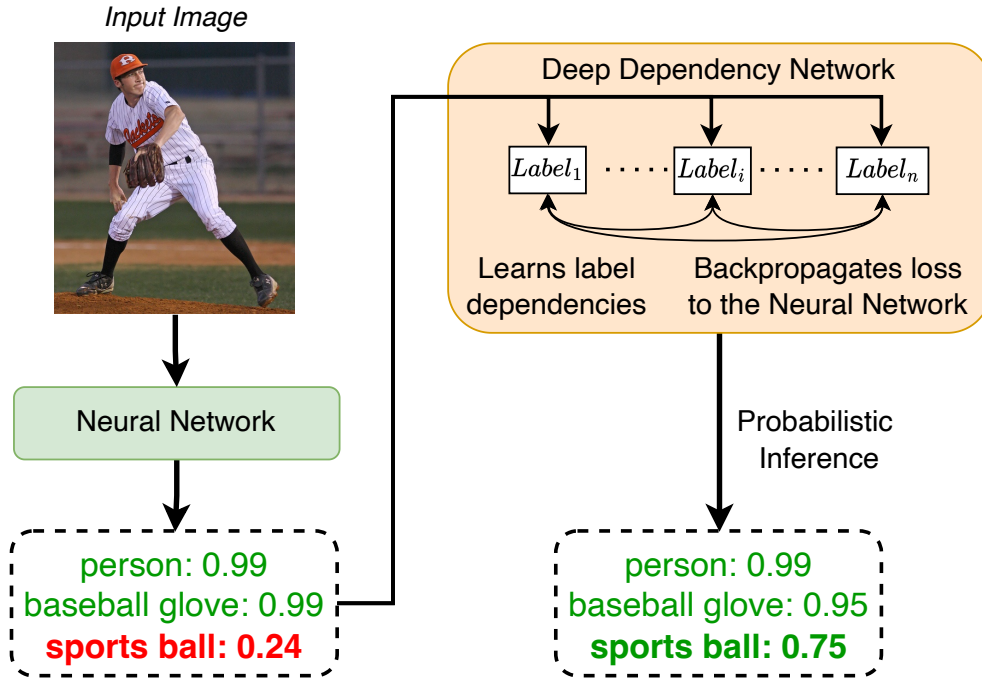 Input Image
Neural Network
person: 0.99
baseball glove: 0.99
sports ball: 0.24
Deep Dependency Network
Label₁ ..... Labelᵢ ..... Labelₙ
Learns label
dependencies
Backpropagates loss
to the Neural Network
Probabilistic
Inference
person: 0.99
baseball glove: 0.95
sports ball: 0.75